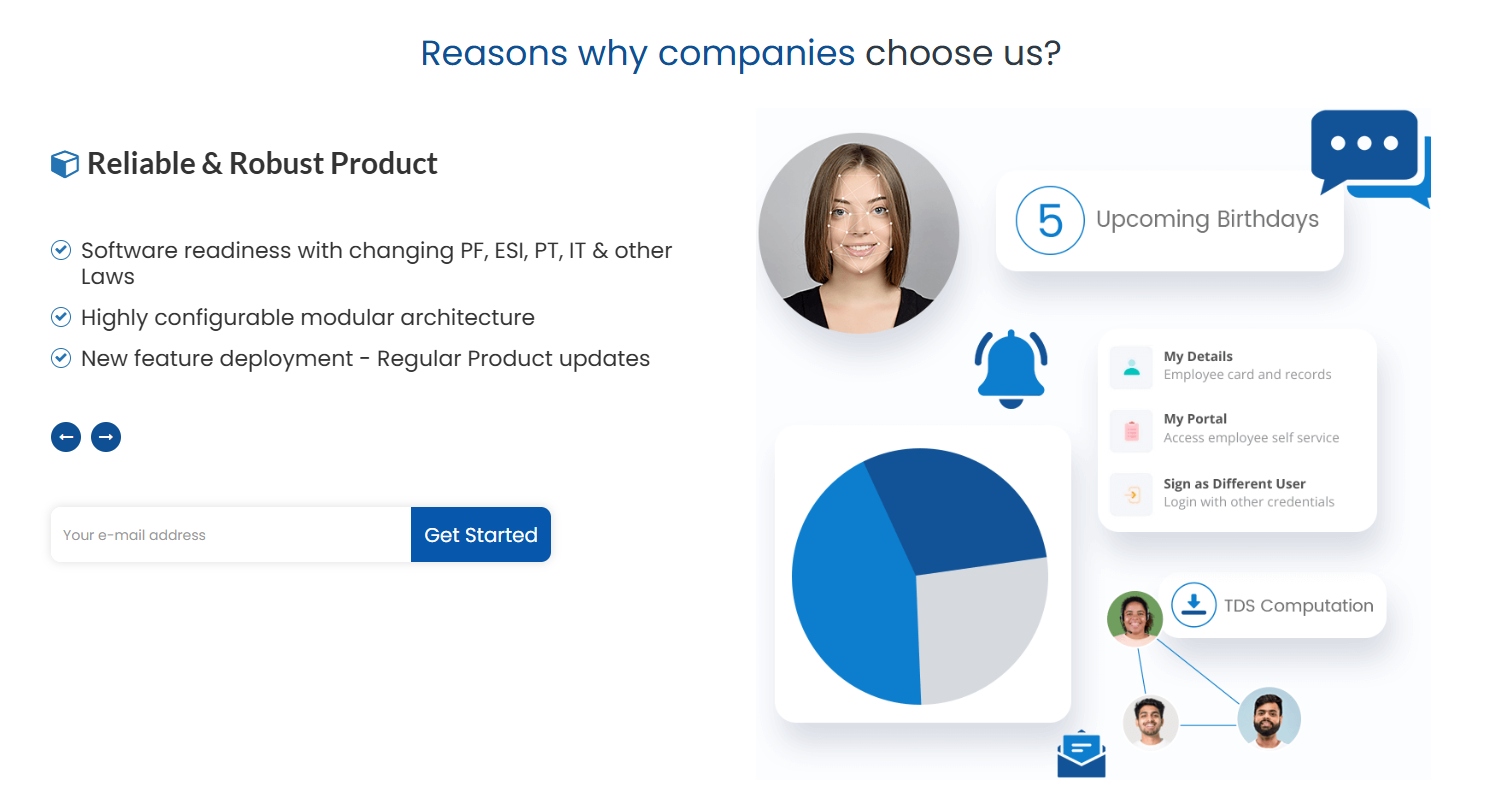 Reasons why companies choose us?
Reliable & Robust Product
Software readiness with changing PF, ESI, PT, IT & other
Laws
Highly configurable modular architecture
New feature deployment - Regular Product updates
Your e-mail address
Get Started
5 Upcoming Birthdays
My Details
Employee card and records
My Portal
Access employee self service
Sign as Different User
Login with other credentials
TDS Computation